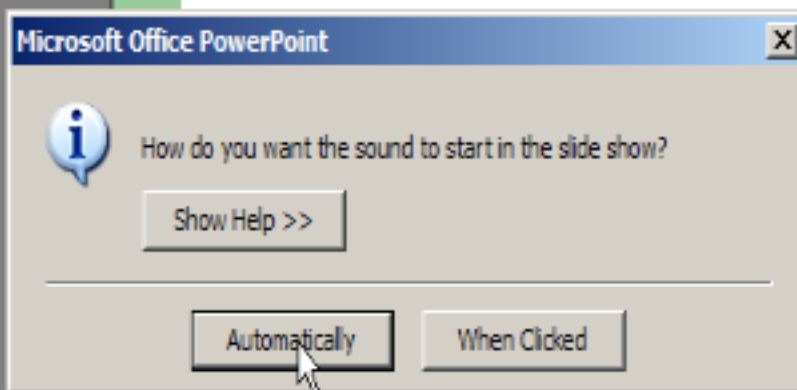 Microsoft Office PowerPoint
How do you want the sound to start in the slide show?
Show Help >>
Automatically When Clicked